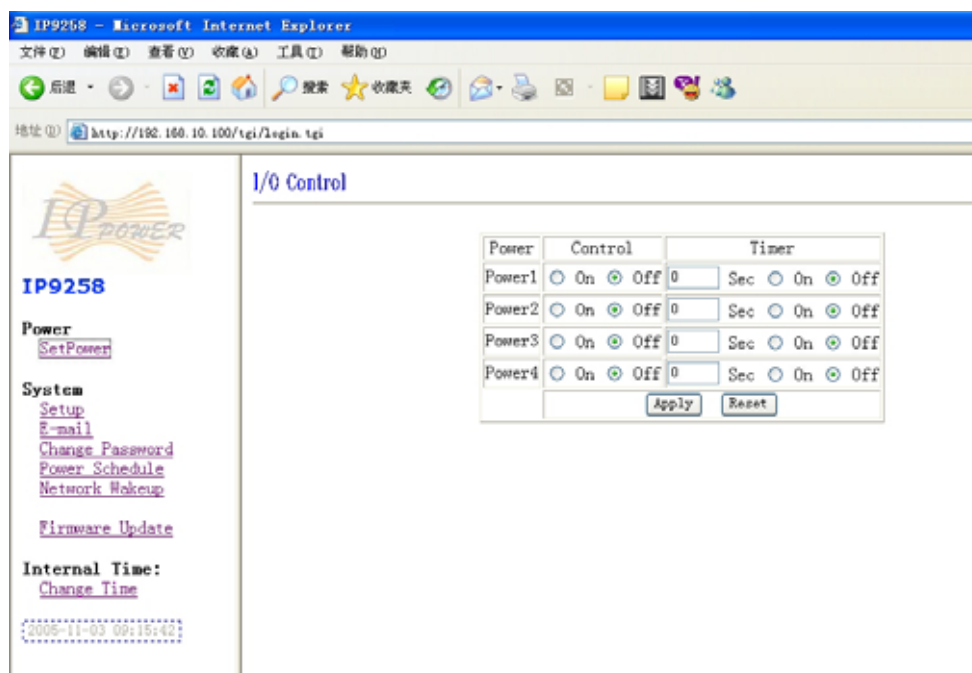 IP9258 - Microsoft Internet Explorer
文件(F) 编辑(E) 查看(V) 收藏(A) 工具(T) 帮助(H)
后退 搜索 收藏夹
地址(D) http://192.168.10.100/tgi/login.tgi
IP POWER
IP9258
Power
SetPower
System
Setup
E-mail
Change Password
Power Schedule
Network Wakeup
Firmware Update
Internal Time:
Change Time
2005-11-03 09:15:42
I/O Control
Power Control Timer
Power1 On Off 0 Sec On Off
Power2 On Off 0 Sec On Off
Power3 On Off 0 Sec On Off
Power4 On Off 0 Sec On Off
Apply Reset